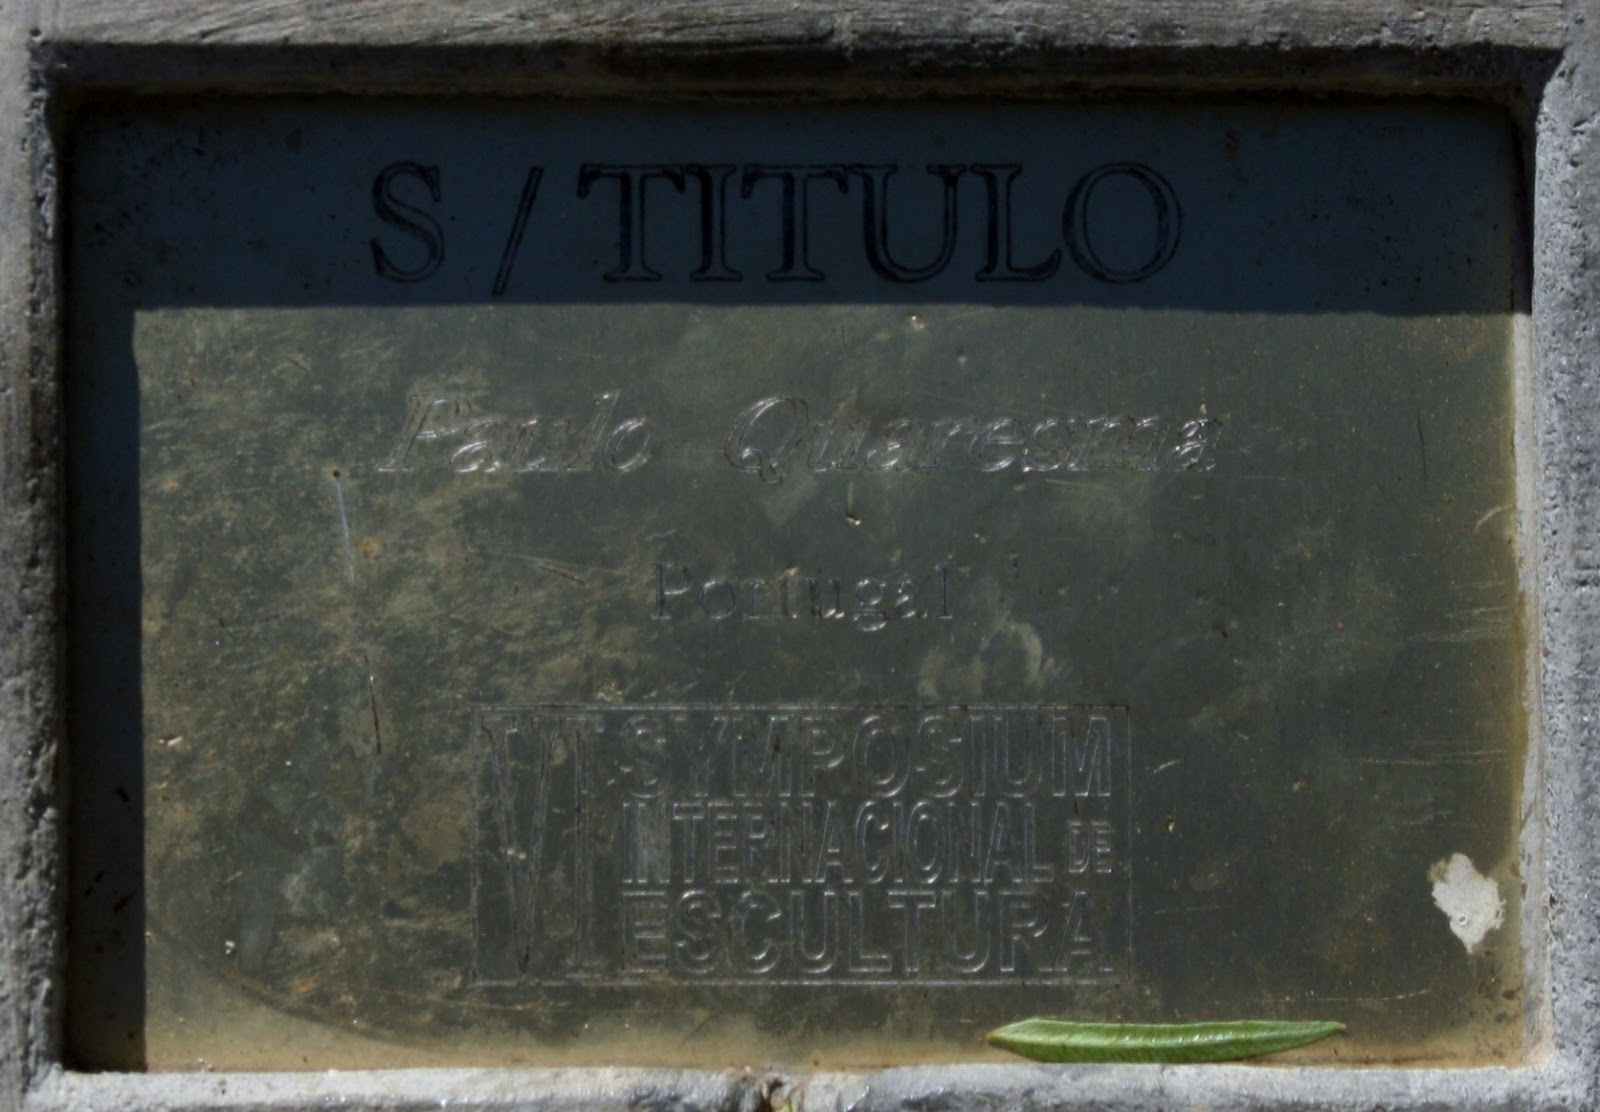 S / TITULO
Paulo Quaresma
Portugal
VI SYMPOSIUM
INTERNACIONAL DE
ESCULTURA